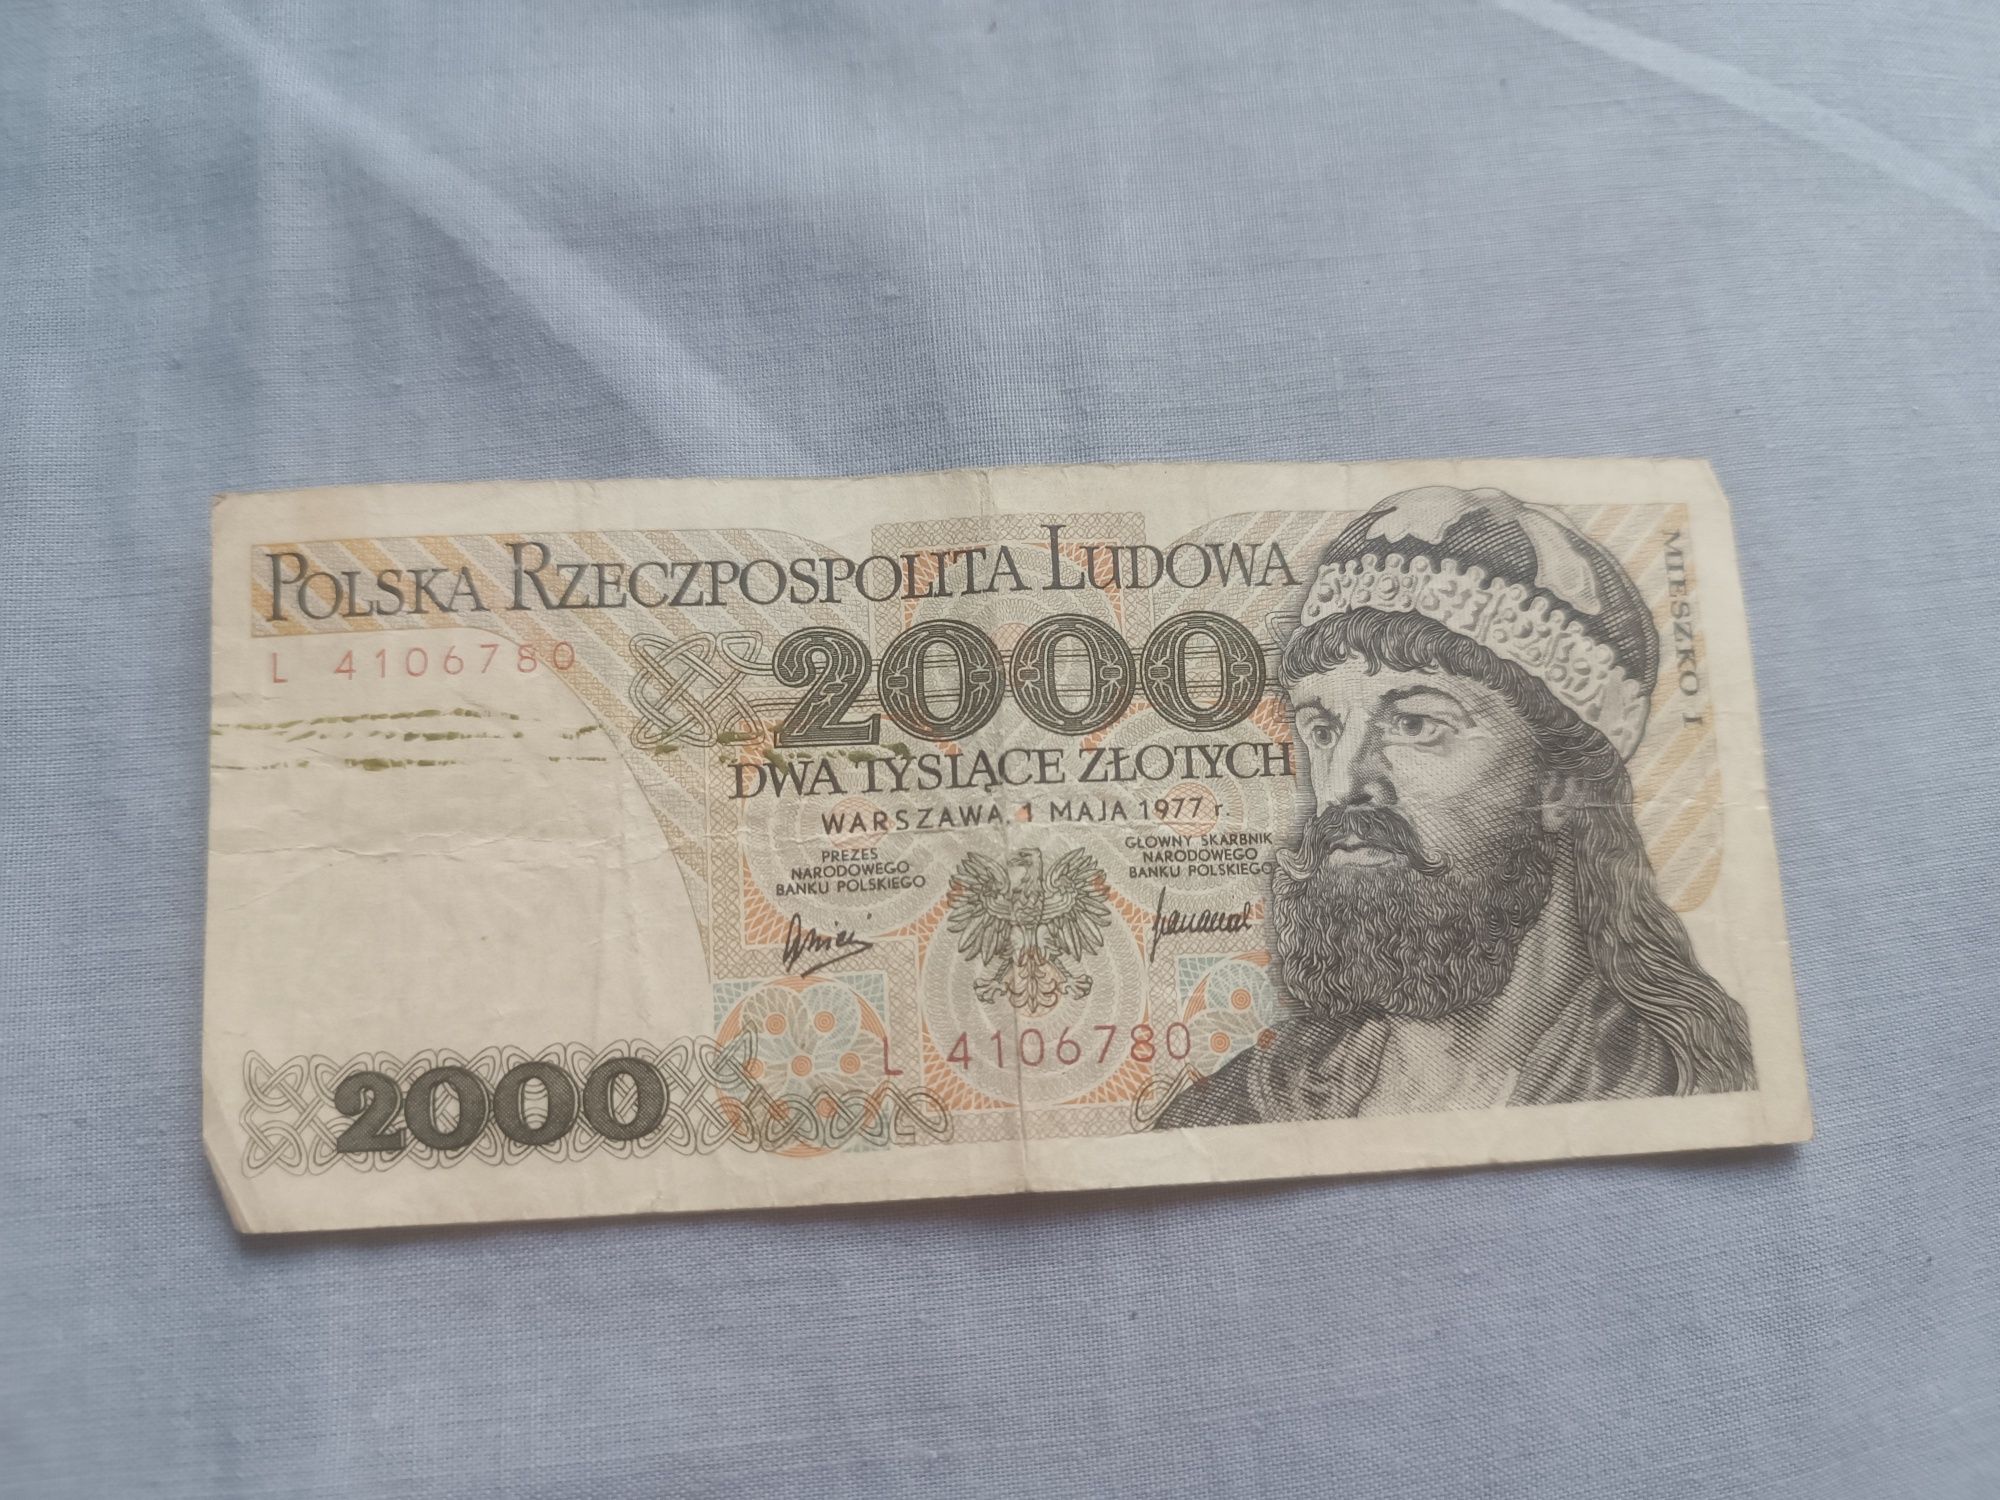 POLSKA RZECZPOSPOLITA LUDOWA
L 4106780
2000
DWA TYSIĄCE ZŁOTYCH
WARSZAWA, 1 MAJA 1977 r.
PREZES
NARODOWEGO
BANKU POLSKIEGO
GŁÓWNY SKARBNIK
NARODOWEGO
BANKU POLSKIEGO
L 4106780
2000
MIESZKO I